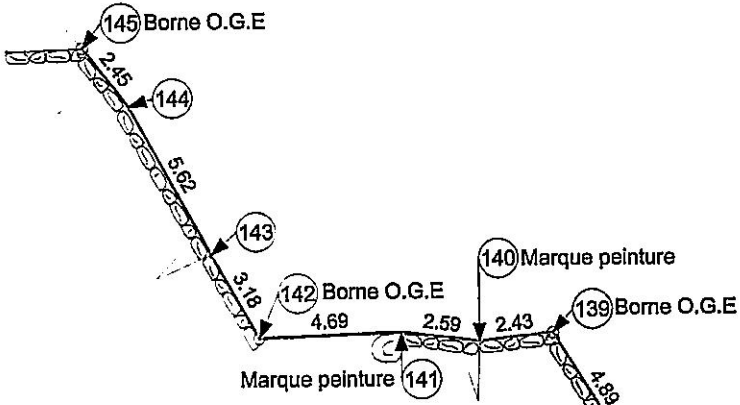 145 Borne O.G.E
2.45
144
5.62
143
140 Marque peinture
3.18
142 Borne O.G.E
139 Borne O.G.E
4.69
2.59
2.43
Marque peinture 141
4.89